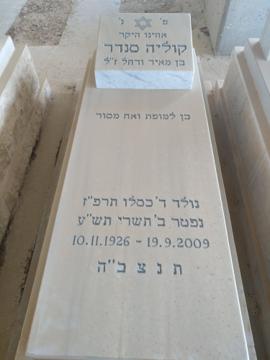 פ נ
אחינו היקר
קוליה סנדר
בן מאיר ורחל ז"ל
בן למופת ואח מסור
נולד ד' כסלו תרפ"ז
נפטר ב' תשרי תש"ע
10.11.1926 - 19.9.2009
ת נ צ ב "ה